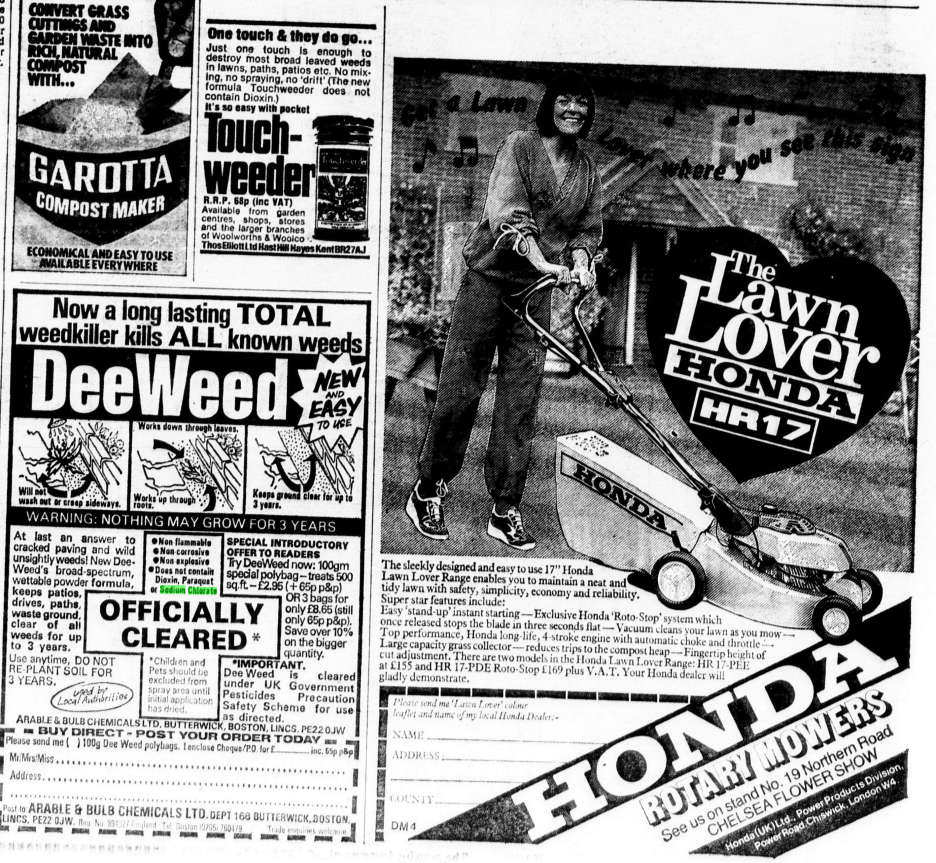 CONVERT GRASS
CUTTINGS AND
GARDEN WASTE INTO
RICH, NATURAL
COMPOST
WITH...
GAROTTA
COMPOST MAKER
ECONOMICAL AND EASY TO USE
AVAILABLE EVERYWHERE
One touch & they do go...
Just one touch is enough to
destroy most broad leaved weeds
in lawns, paths, patios etc. No mix-
ing, no spraying, no 'drift' (The new
formula Touchweeder does not
contain Dioxin.)
It's so easy with pocket
Touch-
weeder
R.R.P. 68p (inc VAT)
Available from garden
centres, shops, stores
and the larger branches
of Woolworths & Woolco
Thos Elliott Ltd Hast Hill Hayes Kent BR2 7AJ
Now a long lasting TOTAL
weedkiller kills ALL known weeds
DeeWeed
NEW
AND
EASY
TO USE
Will not
wash out or creep sideways.
Works down through leaves.
Works up through
roots.
Keeps ground clear for up to
3 years.
WARNING: NOTHING MAY GROW FOR 3 YEARS
At last an answer to
cracked paving and wild
unsightly weeds! New Dee-
Weed's broad-spectrum,
wettable powder formula,
keeps patios,
drives, paths,
waste ground,
clear of all
weeds for up
to 3 years.
Use anytime, DO NOT
RE-PLANT SOIL FOR
3 YEARS.
used by
Local Authorities
Non flammable
Non corrosive
Non explosive
Does not contain
Dioxin, Paraquat
or Sodium Chlorate
OFFICIALLY
CLEARED*
*Children and
Pets should be
excluded from
spray area until
initial application
has dried.
SPECIAL INTRODUCTORY
OFFER TO READERS
Try DeeWeed now: 100gm
special polybag – treats 500
sq.ft. – £2.95 (+ 65p p&p)
OR 3 bags for
only £8.65 (still
only 65p p&p).
Save over 10%
on the bigger
quantity.
*IMPORTANT.
Dee Weed is cleared
under UK Government
Pesticides Precaution
Safety Scheme for use
as directed.
ARABLE & BULB CHEMICALS LTD, BUTTERWICK, BOSTON, LINCS. PE22 0JW
BUY DIRECT - POST YOUR ORDER TODAY
Please send me ( ) 100g Dee Weed polybags. I enclose Cheque/P.O. for £ inc. 65p p&p
Mr/Mrs/Miss
Address
Post to ARABLE & BULB CHEMICALS LTD. DEPT 168 BUTTERWICK, BOSTON,
LINCS. PE22 0JW. Trade enquiries welcome
Get a Lawn Lover where you see this sign
The
Lawn
Lover
HONDA
HR17
HONDA
The sleekly designed and easy to use 17" Honda
Lawn Lover Range enables you to maintain a neat and
tidy lawn with safety, simplicity, economy and reliability.
Super star features include:
Easy 'stand-up' instant starting – Exclusive Honda 'Roto-Stop' system which
once released stops the blade in three seconds flat – Vacuum cleans your lawn as you mow –
Top performance, Honda long-life, 4-stroke engine with automatic choke and throttle –
Large capacity grass collector – reduces trips to the compost heap – Fingertip height of
cut adjustment. There are two models in the Honda Lawn Lover Range: HR 17-PEE
at £155 and HR 17-PDE Roto-Stop £169 plus V.A.T. Your Honda dealer will
gladly demonstrate.
Please send me 'Lawn Lover' colour
leaflet and name of my local Honda Dealer:-
NAME
ADDRESS
COUNTY
DM4
HONDA
ROTARY MOWERS
See us on stand No. 19 Northern Road
CHELSEA FLOWER SHOW
Honda (UK) Ltd., Power Products Division,
Power Road, Chiswick, London W4